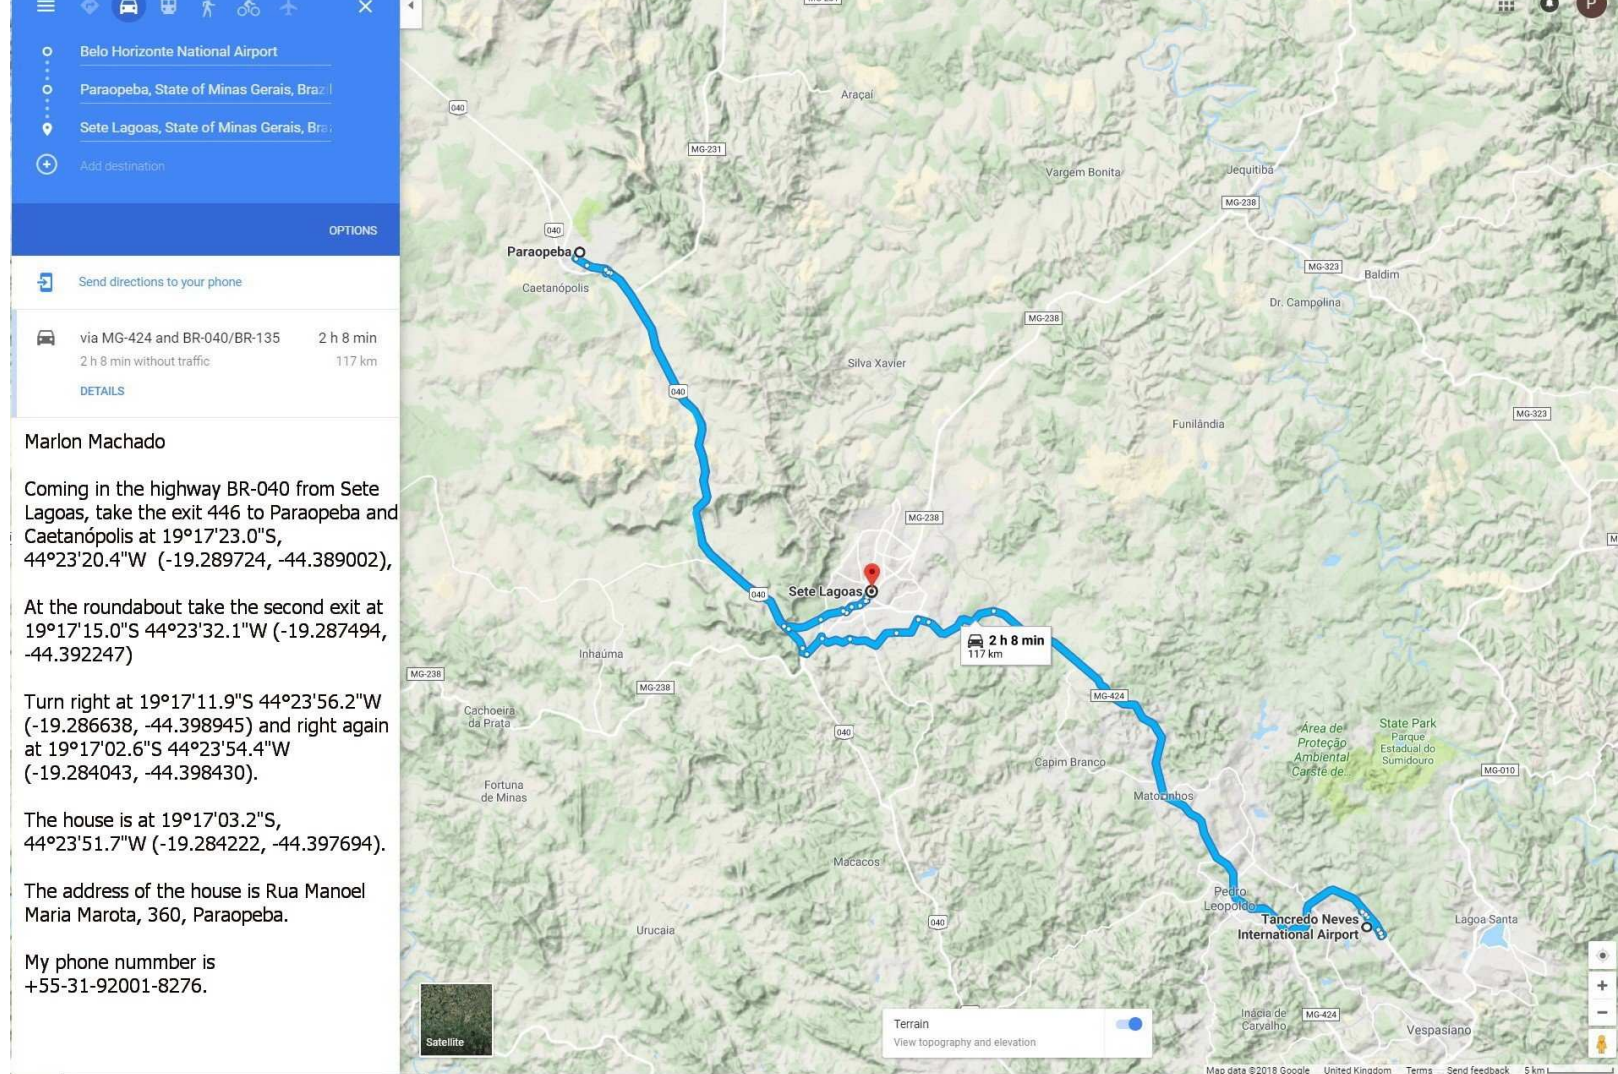 Belo Horizonte National Airport
Paraopeba, State of Minas Gerais, Brazil
Sete Lagoas, State of Minas Gerais, Bra
Add destination
OPTIONS
Send directions to your phone
via MG-424 and BR-040/BR-135 2 h 8 min
2 h 8 min without traffic 117 km
DETAILS
Marlon Machado
Coming in the highway BR-040 from Sete
Lagoas, take the exit 446 to Paraopeba and
Caetanópolis at 19°17'23.0"S,
44°23'20.4"W (-19.289724, -44.389002),
At the roundabout take the second exit at
19°17'15.0"S 44°23'32.1"W (-19.287494,
-44.392247)
Turn right at 19°17'11.9"S 44°23'56.2"W
(-19.286638, -44.398945) and right again
at 19°17'02.6"S 44°23'54.4"W
(-19.284043, -44.398430).
The house is at 19°17'03.2"S,
44°23'51.7"W (-19.284222, -44.397694).
The address of the house is Rua Manoel
Maria Marota, 360, Paraopeba.
My phone nummber is
+55-31-92001-8276.
P
Araçaí
040
MG-231
Vargem Bonita
Jequitibá
MG-238
040
Paraopeba
MG-323
Baldim
Caetanópolis
Dr. Campolina
MG-238
Silva Xavier
040
MG-323
Funilândia
MG-238
040
Sete Lagoas
2 h 8 min
117 km
Inhaúma
MG-238
MG-238
MG-424
Cachoeira
da Prata
040
Área de
Proteção
Ambiental
Carste de...
State Park
Parque
Estadual do
Sumidouro
Capim Branco
MG-010
Fortuna
de Minas
Matozinhos
Macacos
Pedro
Leopoldo
040
Tancredo Neves
International Airport
Lagoa Santa
Urucaia
Satellite
Terrain
View topography and elevation
Inácia de
Carvalho
MG-424
Vespasiano
Map data ©2018 Google United Kingdom Terms Send feedback 5 km